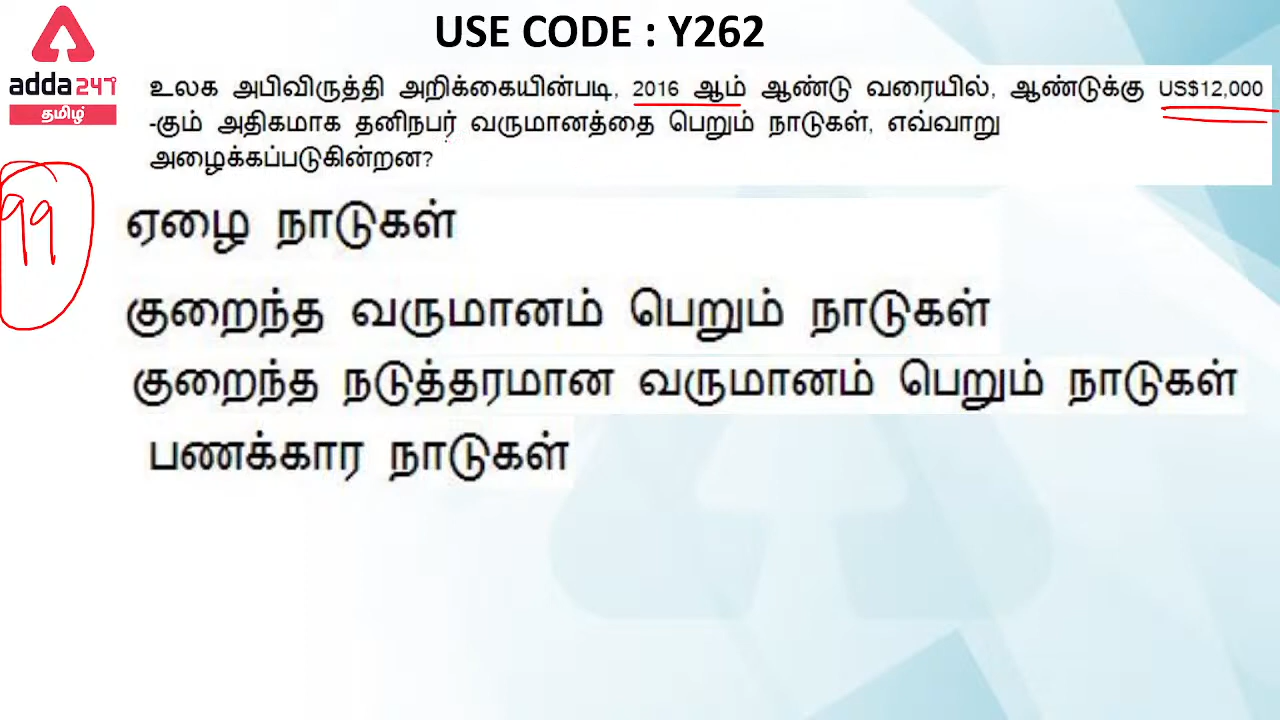 USE CODE : Y262
adda247
தமிழ்
உலக அபிவிருத்தி அறிக்கையின்படி, 2016 ஆம் ஆண்டு வரையில், ஆண்டுக்கு US$12,000
-கும் அதிகமாக தனிநபர் வருமானத்தை பெறும் நாடுகள், எவ்வாறு
அழைக்கப்படுகின்றன?
99
ஏழை நாடுகள்
குறைந்த வருமானம் பெறும் நாடுகள்
குறைந்த நடுத்தரமான வருமானம் பெறும் நாடுகள்
பணக்கார நாடுகள்